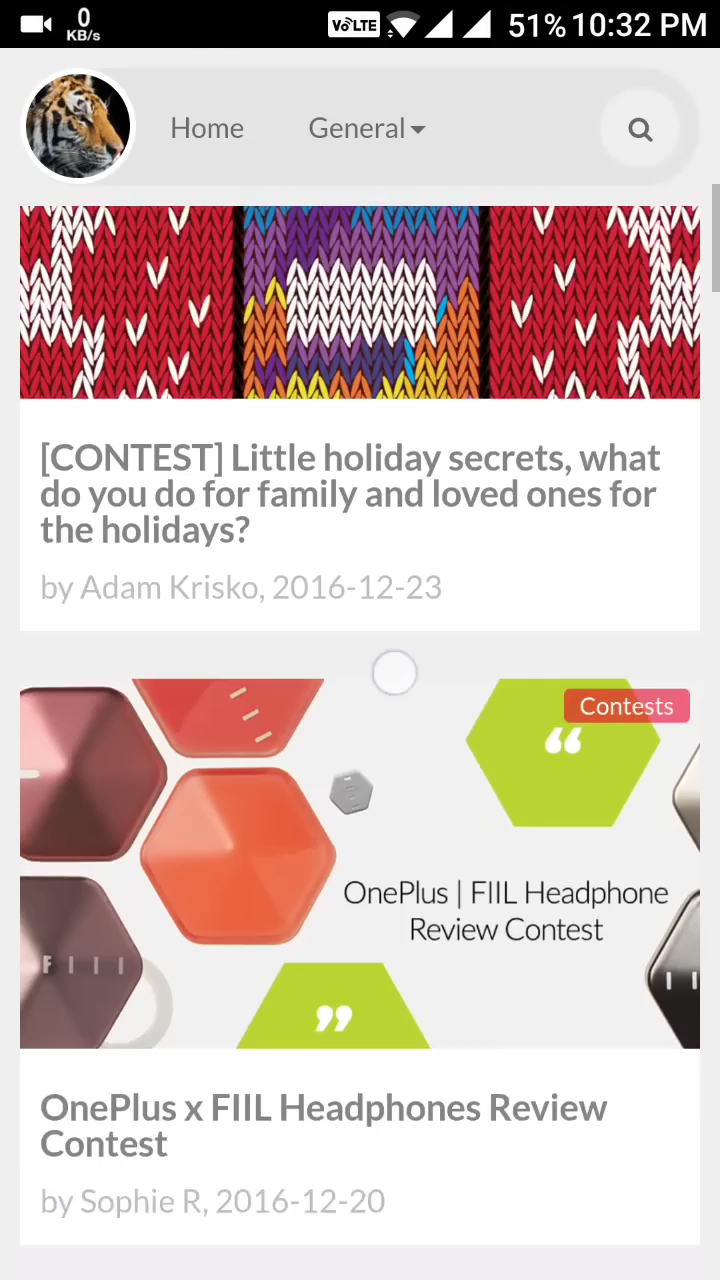 0
KB/s
VoLTE
51% 10:32 PM
Home
General
[CONTEST] Little holiday secrets, what
do you do for family and loved ones for
the holidays?
by Adam Krisko, 2016-12-23
Contests
“
OnePlus | FIIL Headphone
Review Contest
F I I I
”
OnePlus x FIIL Headphones Review
Contest
by Sophie R, 2016-12-20